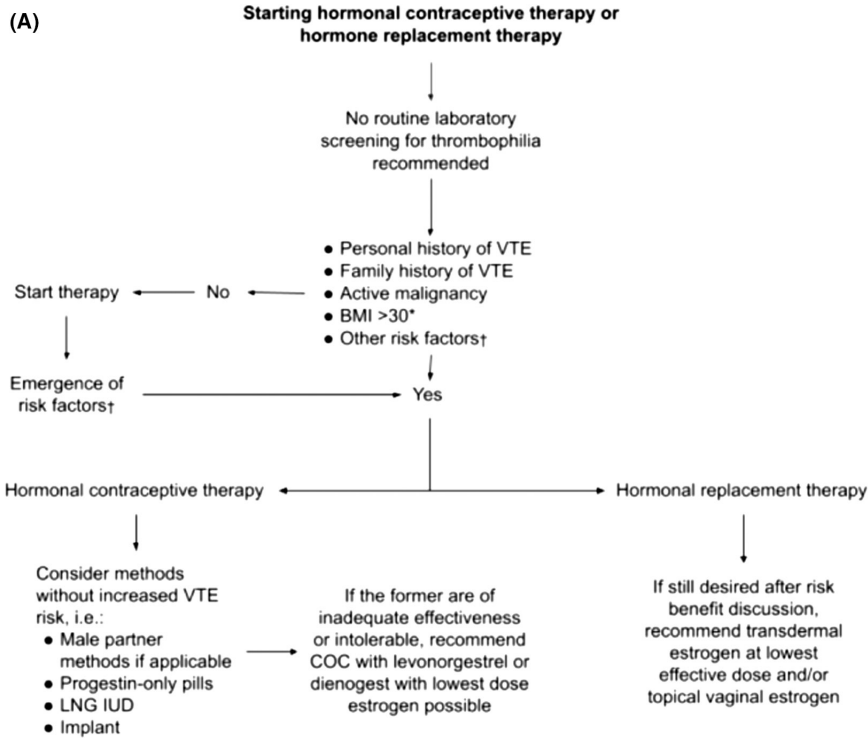 (A)
Starting hormonal contraceptive therapy or
hormone replacement therapy
No routine laboratory
screening for thrombophilia
recommended
● Personal history of VTE
● Family history of VTE
● Active malignancy
● BMI >30*
● Other risk factors†
No
Start therapy
Emergence of
risk factors†
Yes
Hormonal contraceptive therapy
Hormonal replacement therapy
Consider methods
without increased VTE
risk, i.e.:
● Male partner
methods if applicable
● Progestin-only pills
● LNG IUD
● Implant
If the former are of
inadequate effectiveness
or intolerable, recommend
COC with levonorgestrel or
dienogest with lowest dose
estrogen possible
If still desired after risk
benefit discussion,
recommend transdermal
estrogen at lowest
effective dose and/or
topical vaginal estrogen